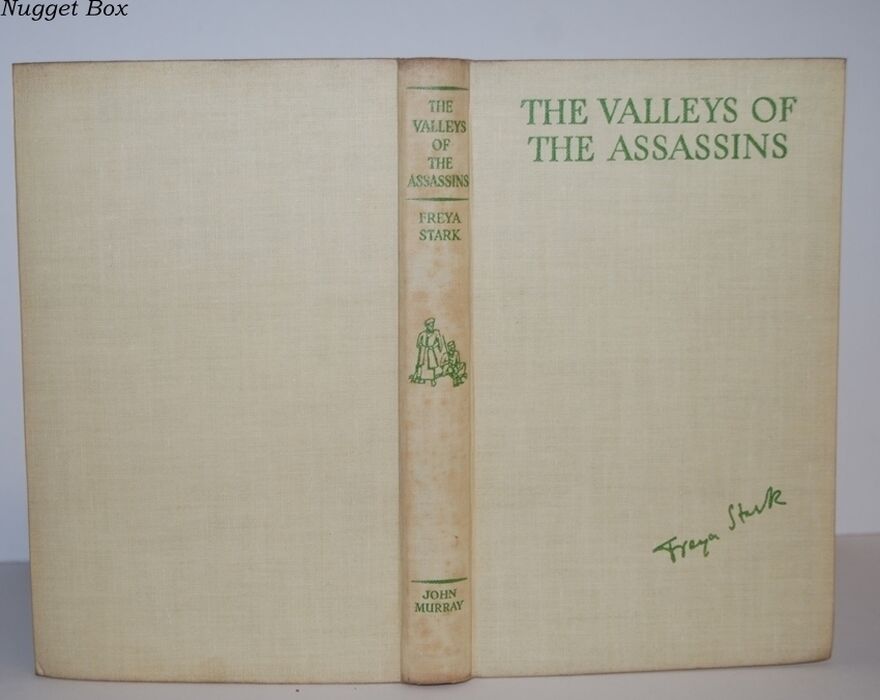 Nugget Box
THE
VALLEYS
OF
THE
ASSASSINS
FREYA
STARK
JOHN
MURRAY
THE VALLEYS OF
THE ASSASSINS
Freya Stark